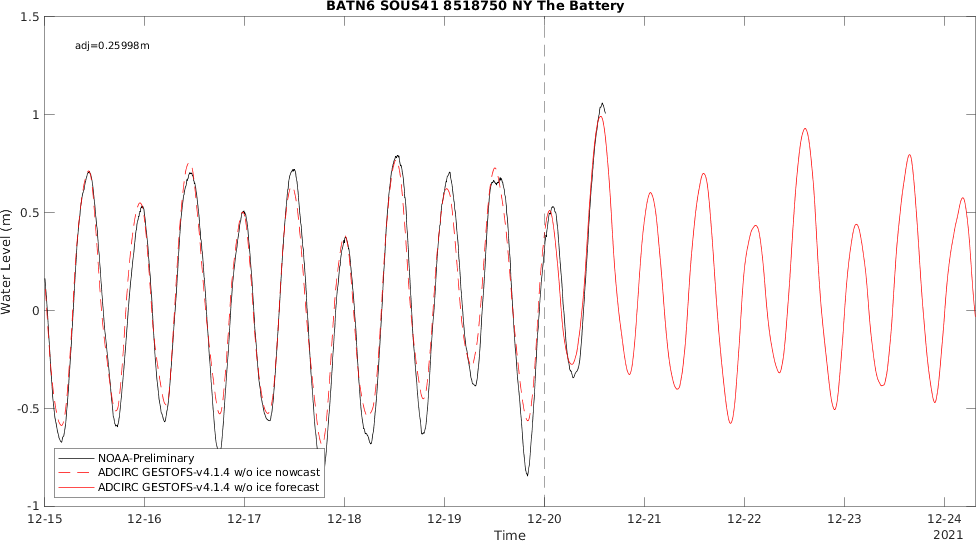 BATN6 SOUS41 8518750 NY The Battery
1.5
1
0.5
0
-0.5
-1
Water Level (m)
adj=0.25998m
NOAA-Preliminary
ADCIRC GESTOFS-v4.1.4 w/o ice nowcast
ADCIRC GESTOFS-v4.1.4 w/o ice forecast
12-15 12-16 12-17 12-18 12-19 12-20 12-21 12-22 12-23 12-24
Time
2021